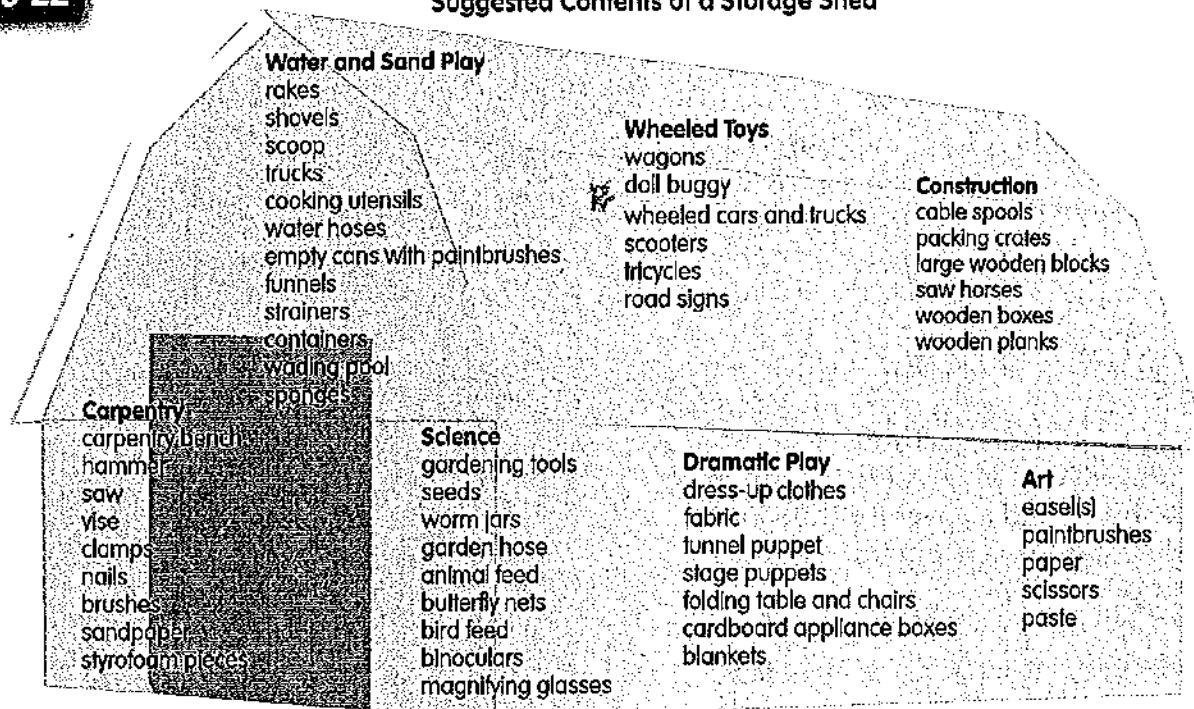 Suggested Contents of a Storage Shed
Water and Sand Play
rakes
shovels
scoop
trucks
cooking utensils
water hoses
empty cans with paintbrushes
funnels
strainers
containers
wading pool
sponges
Wheeled Toys
wagons
doll buggy
wheeled cars and trucks
scooters
tricycles
road signs
Construction
cable spools
packing crates
large wooden blocks
saw horses
wooden boxes
wooden planks
Carpentry
carpentry bench
hammer
saw
vise
clamps
nails
brushes
sandpaper
styrofoam pieces
Science
gardening tools
seeds
worm jars
garden hose
animal feed
butterfly nets
bird feed
binoculars
magnifying glasses
Dramatic Play
dress-up clothes
fabric
tunnel puppet
stage puppets
folding table and chairs
cardboard appliance boxes
blankets
Art
easel(s)
paintbrushes
paper
scissors
paste